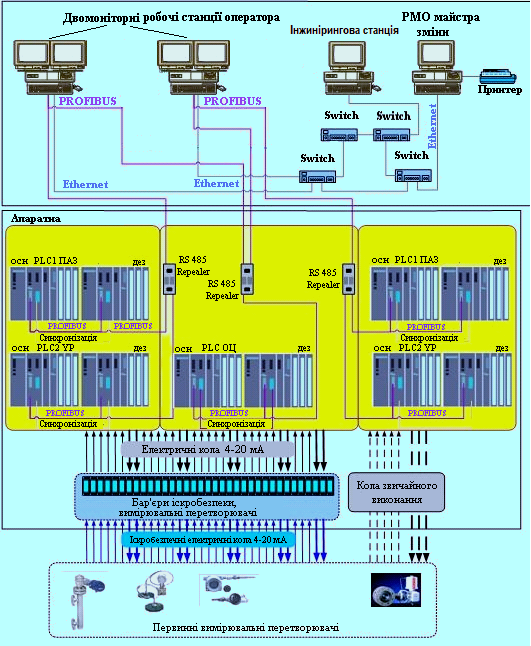 Двомоніторні робочі станції оператора
Інжинірингова станція
РМО майстра
зміни
Принтер
PROFIBUS
PROFIBUS
Switch
Switch
Switch
Switch
Ethernet
Ethernet
Ethernet
Апаратна
осн PLC1 ПАЗ дез
RS 485
Repealer
RS 485
Repealer
RS 485
Repealer
осн PLC1 ПАЗ дез
PROFIBUS
PROFIBUS
Синхронізація
PROFIBUS
Синхронізація
осн PLC2 УР дез
осн PLC ОЦ дез
осн PLC2 УР дез
PROFIBUS
Синхронізація
PROFIBUS
Синхронізація
PROFIBUS
Синхронізація
Електричні кола 4-20 мА
Бар'єри іскробезпеки,
вимірювальні перетворювачі
Кола звичайного
виконання
Іскробезпечні електричні кола 4-20 мА
Первинні вимірювальні перетворювачі